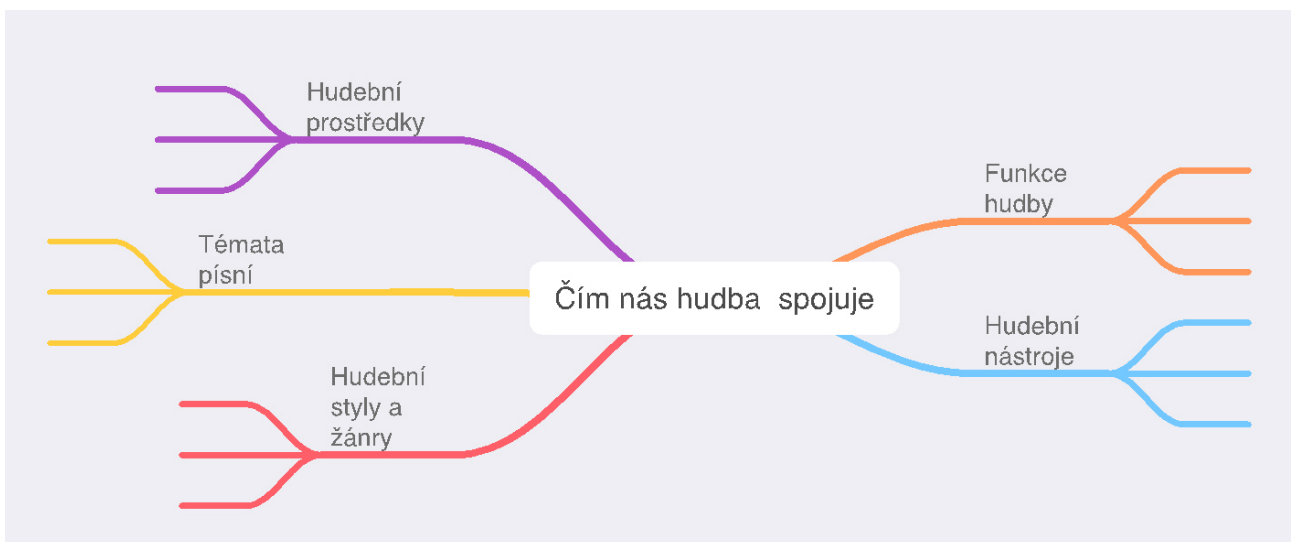 Hudební
prostředky
Témata
písní
Hudební
styly a
žánry
Čím nás hudba  spojuje
Funkce
hudby
Hudební
nástroje